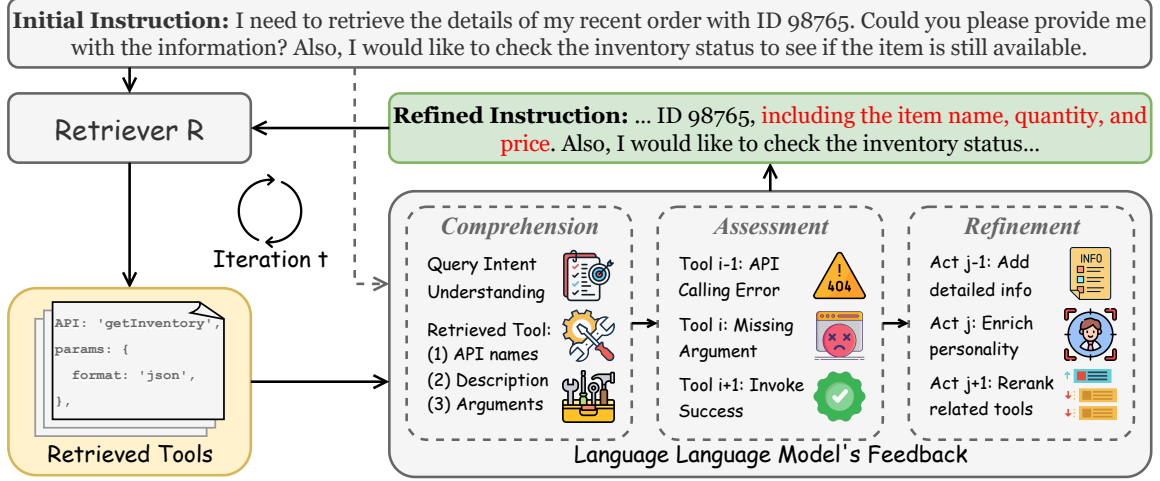 Initial Instruction: I need to retrieve the details of my recent order with ID 98765. Could you please provide me
with the information? Also, I would like to check the inventory status to see if the item is still available.
Retriever R
Refined Instruction: ... ID 98765, including the item name, quantity, and
price. Also, I would like to check the inventory status...
Iteration t
API: 'getInventory',
params: {
format: 'json',
},
Retrieved Tools
Comprehension
Query Intent
Understanding
Retrieved Tool:
(1) API names
(2) Description
(3) Arguments
Assessment
Tool i-1: API
Calling Error
404
Tool i: Missing
Argument
Tool i+1: Invoke
Success
Refinement
Act j-1: Add
detailed info
INFO
Act j: Enrich
personality
Act j+1: Rerank
related tools
Language Language Model's Feedback